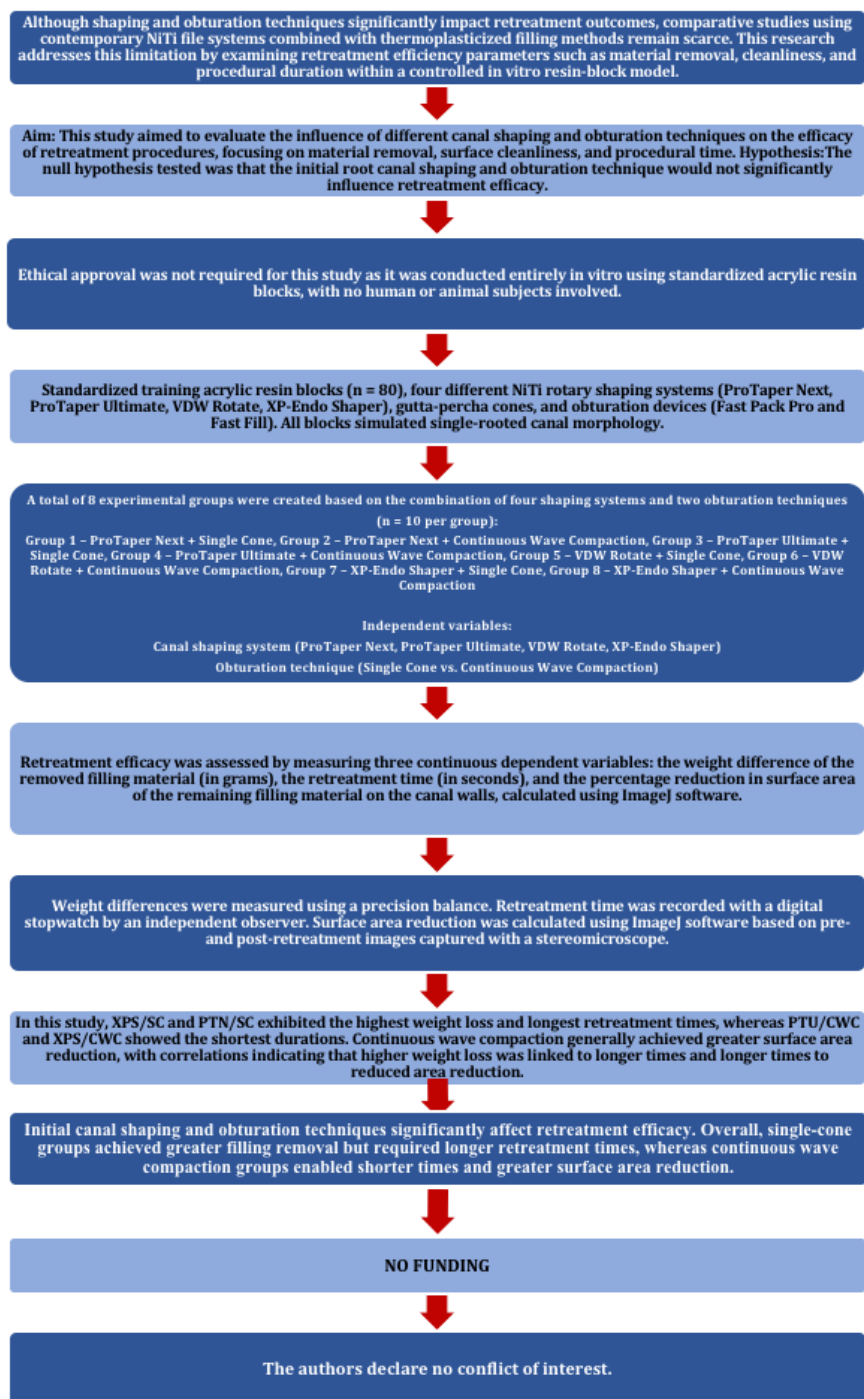 Although shaping and obturation techniques significantly impact retreatment outcomes, comparative studies using
contemporary NiTi file systems combined with thermoplasticized filling methods remain scarce. This research
addresses this limitation by examining retreatment efficiency parameters such as material removal, cleanliness, and
procedural duration within a controlled in vitro resin-block model.
Aim: This study aimed to evaluate the influence of different canal shaping and obturation techniques on the efficacy
of retreatment procedures, focusing on material removal, surface cleanliness, and procedural time. Hypothesis:The
null hypothesis tested was that the initial root canal shaping and obturation technique would not significantly
influence retreatment efficacy.
Ethical approval was not required for this study as it was conducted entirely in vitro using standardized acrylic resin
blocks, with no human or animal subjects involved.
Standardized training acrylic resin blocks (n = 80), four different NiTi rotary shaping systems (ProTaper Next,
ProTaper Ultimate, VDW Rotate, XP-Endo Shaper), gutta-percha cones, and obturation devices (Fast Pack Pro and
Fast Fill). All blocks simulated single-rooted canal morphology.
A total of 8 experimental groups were created based on the combination of four shaping systems and two obturation techniques
(n = 10 per group):
Group 1 – ProTaper Next + Single Cone, Group 2 – ProTaper Next + Continuous Wave Compaction, Group 3 – ProTaper Ultimate +
Single Cone, Group 4 – ProTaper Ultimate + Continuous Wave Compaction, Group 5 – VDW Rotate + Single Cone, Group 6 – VDW
Rotate + Continuous Wave Compaction, Group 7 – XP-Endo Shaper + Single Cone, Group 8 – XP-Endo Shaper + Continuous Wave
Compaction
Independent variables:
Canal shaping system (ProTaper Next, ProTaper Ultimate, VDW Rotate, XP-Endo Shaper)
Obturation technique (Single Cone vs. Continuous Wave Compaction)
Retreatment efficacy was assessed by measuring three continuous dependent variables: the weight difference of the
removed filling material (in grams), the retreatment time (in seconds), and the percentage reduction in surface area
of the remaining filling material on the canal walls, calculated using ImageJ software.
Weight differences were measured using a precision balance. Retreatment time was recorded with a digital
stopwatch by an independent observer. Surface area reduction was calculated using ImageJ software based on pre-
and post-retreatment images captured with a stereomicroscope.
In this study, XPS/SC and PTN/SC exhibited the highest weight loss and longest retreatment times, whereas PTU/CWC
and XPS/CWC showed the shortest durations. Continuous wave compaction generally achieved greater surface area
reduction, with correlations indicating that higher weight loss was linked to longer times and longer times to
reduced area reduction.
Initial canal shaping and obturation techniques significantly affect retreatment efficacy. Overall, single-cone
groups achieved greater filling removal but required longer retreatment times, whereas continuous wave
compaction groups enabled shorter times and greater surface area reduction.
NO FUNDING
The authors declare no conflict of interest.